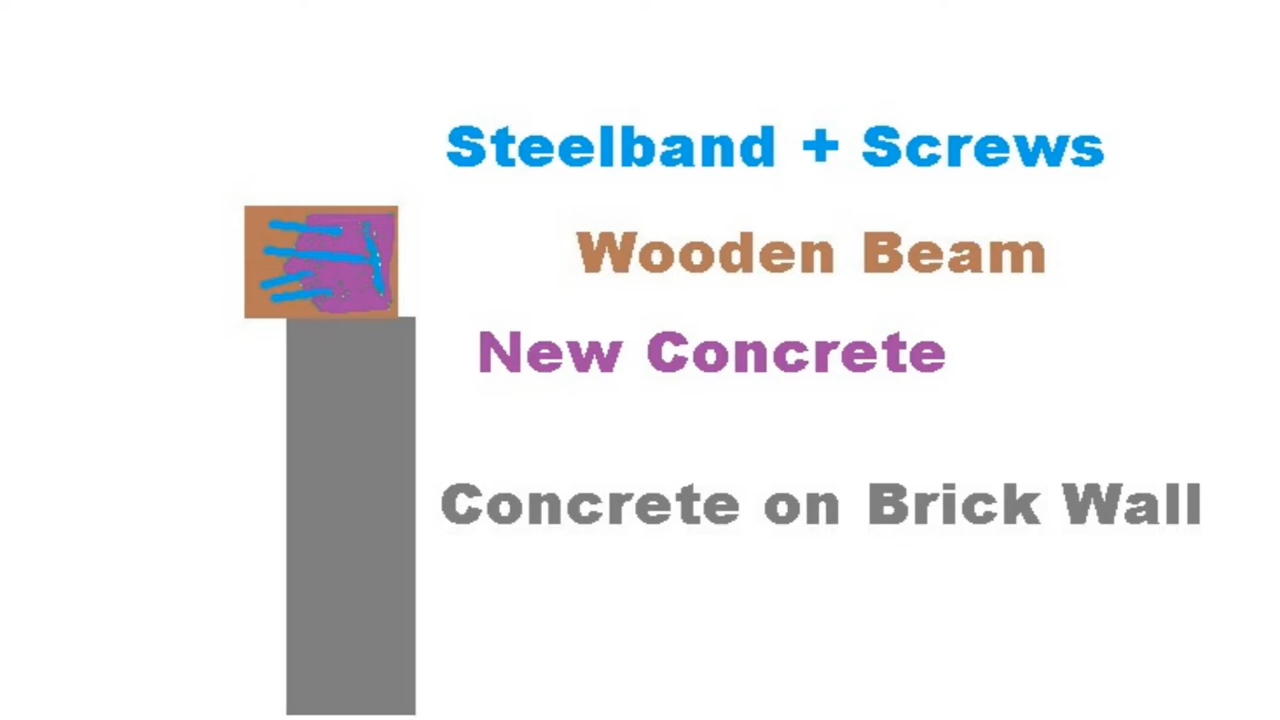 Steelband + Screws
Wooden Beam
New Concrete
Concrete on Brick Wall